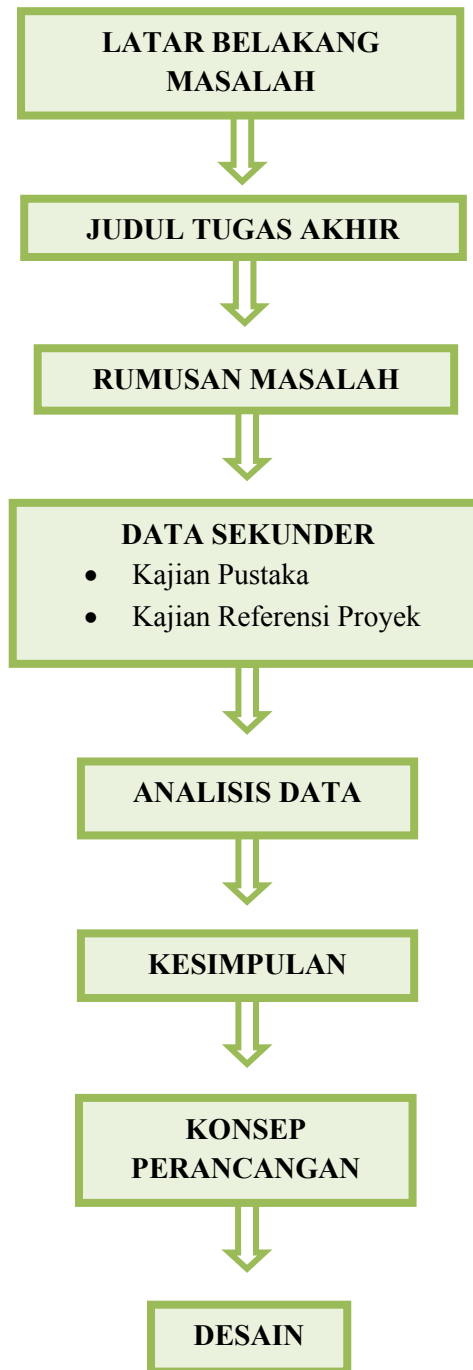 LATAR BELAKANG
MASALAH
JUDUL TUGAS AKHIR
RUMUSAN MASALAH
DATA SEKUNDER
• Kajian Pustaka
• Kajian Referensi Proyek
ANALISIS DATA
KESIMPULAN
KONSEP
PERANCANGAN
DESAIN